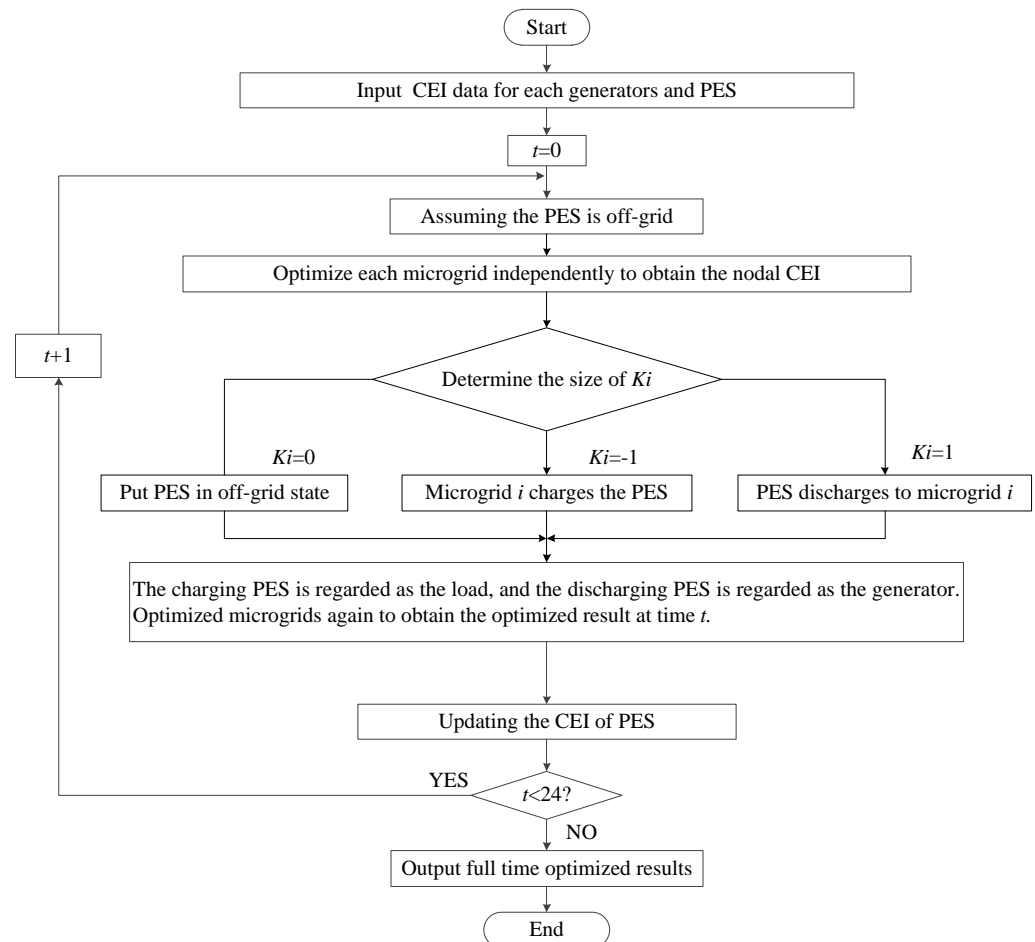 Start
Input CEI data for each generators and PES
t=0
Assuming the PES is off-grid
Optimize each microgrid independently to obtain the nodal CEI
t+1
Determine the size of Ki
Ki=0
Ki=-1
Ki=1
Put PES in off-grid state
Microgrid i charges the PES
PES discharges to microgrid i
The charging PES is regarded as the load, and the discharging PES is regarded as the generator.
Optimized microgrids again to obtain the optimized result at time t.
Updating the CEI of PES
YES
t<24?
NO
Output full time optimized results
End